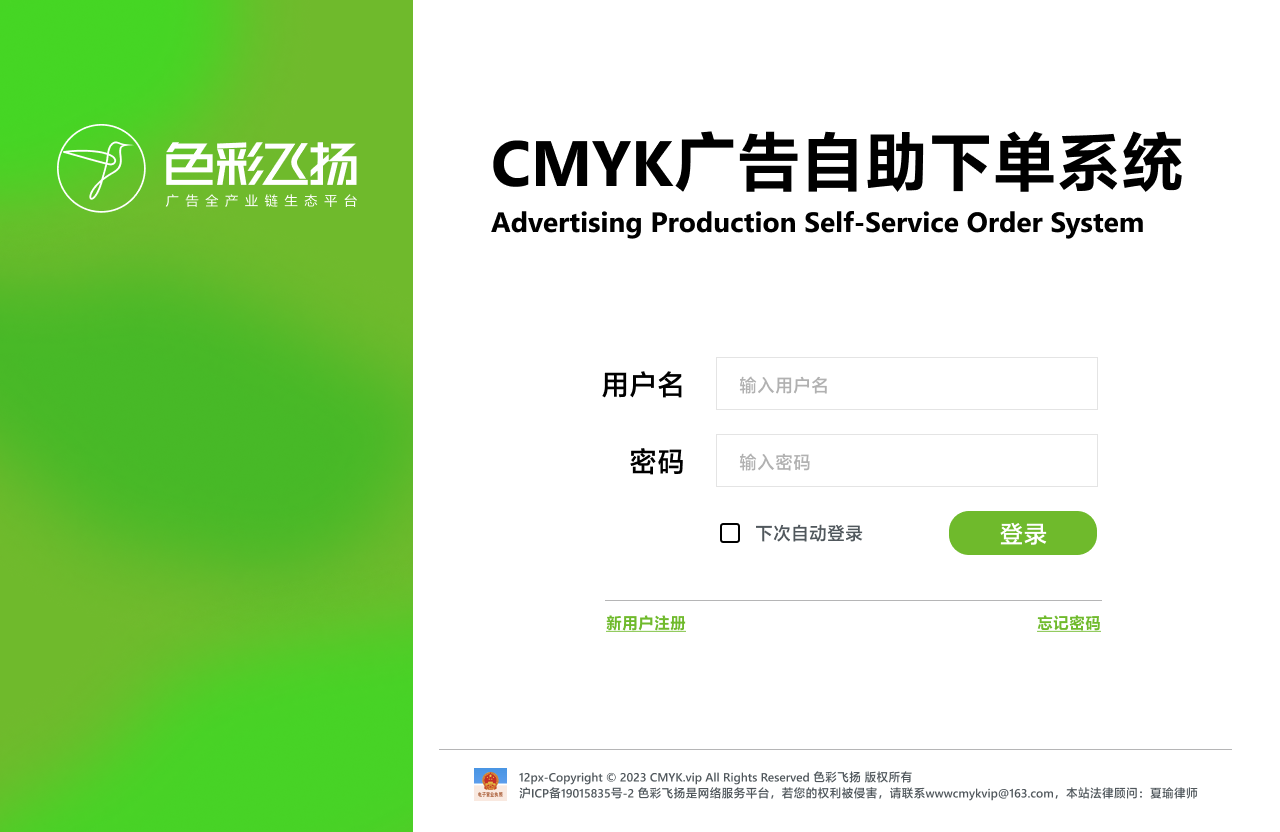 色彩飞扬
广告全产业链生态平台
CMYK广告自助下单系统
Advertising Production Self-Service Order System
用户名 输入用户名
密码 输入密码
下次自动登录 登录
新用户注册 忘记密码
12px-Copyright © 2023 CMYK.vip All Rights Reserved 色彩飞扬 版权所有
电子营业执照
沪ICP备19015835号-2 色彩飞扬是网络服务平台，若您的权利被侵害，请联系wwwcmykvip@163.com，本站法律顾问：夏瑜律师